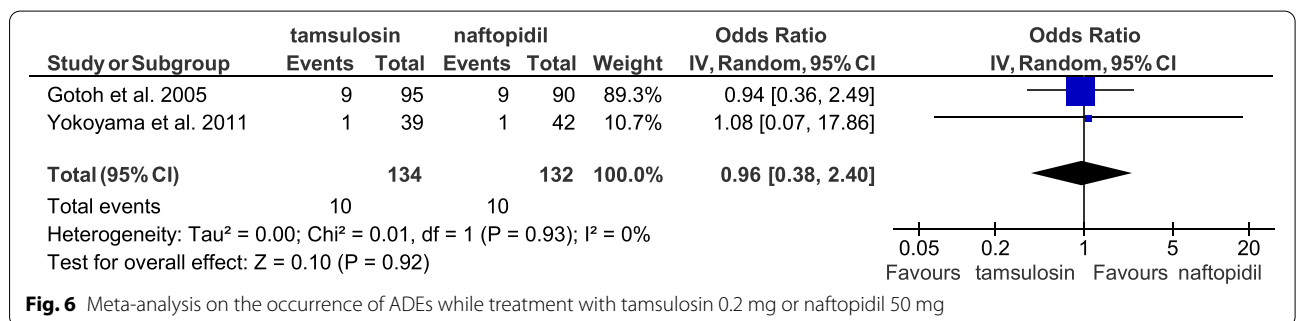 tamsulosin naftopidil Odds Ratio Odds Ratio
Study or Subgroup Events Total Events Total Weight IV, Random, 95% CI IV, Random, 95% CI
Gotoh et al. 2005 9 95 9 90 89.3% 0.94 [0.36, 2.49]
Yokoyama et al. 2011 1 39 1 42 10.7% 1.08 [0.07, 17.86]
Total (95% CI) 134 132 100.0% 0.96 [0.38, 2.40]
Total events 10 10
Heterogeneity: Tau² = 0.00; Chi² = 0.01, df = 1 (P = 0.93); I² = 0%
Test for overall effect: Z = 0.10 (P = 0.92)
0.05 0.2 1 5 20
Favours tamsulosin Favours naftopidil
Fig. 6 Meta-analysis on the occurrence of ADEs while treatment with tamsulosin 0.2 mg or naftopidil 50 mg